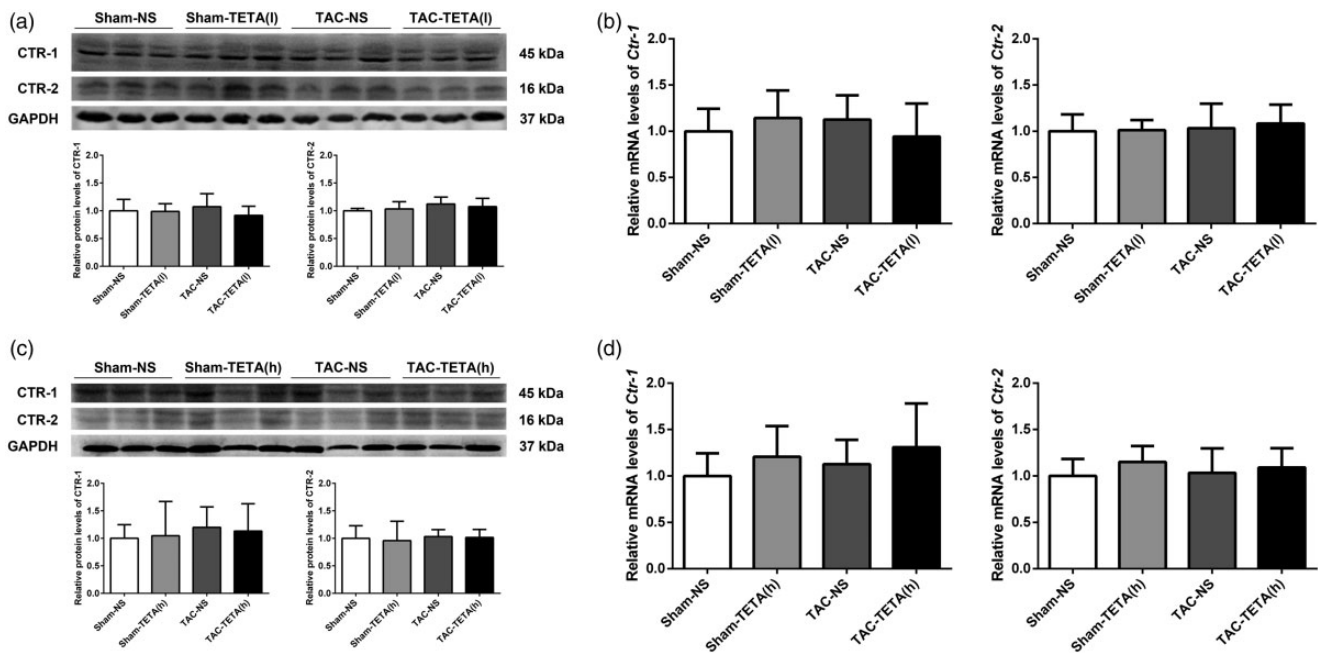 (a)
Sham-NS Sham-TETA(l) TAC-NS TAC-TETA(l)
CTR-1 45 kDa
CTR-2 16 kDa
GAPDH 37 kDa
Relative protein levels of CTR-1
2.0
1.5
1.0
0.5
0.0
Sham-NS
Sham-TETA(l)
TAC-NS
TAC-TETA(l)
Relative protein levels of CTR-2
2.0
1.5
1.0
0.5
0.0
Sham-NS
Sham-TETA(l)
TAC-NS
TAC-TETA(l)
(b)
Relative mRNA levels of Ctr-1
2.0
1.5
1.0
0.5
0.0
Sham-NS
Sham-TETA(l)
TAC-NS
TAC-TETA(l)
Relative mRNA levels of Ctr-2
2.0
1.5
1.0
0.5
0.0
Sham-NS
Sham-TETA(l)
TAC-NS
TAC-TETA(l)
(c)
Sham-NS Sham-TETA(h) TAC-NS TAC-TETA(h)
CTR-1 45 kDa
CTR-2 16 kDa
GAPDH 37 kDa
Relative protein levels of CTR-1
2.0
1.5
1.0
0.5
0.0
Sham-NS
Sham-TETA(h)
TAC-NS
TAC-TETA(h)
Relative protein levels of CTR-2
2.0
1.5
1.0
0.5
0.0
Sham-NS
Sham-TETA(h)
TAC-NS
TAC-TETA(h)
(d)
Relative mRNA levels of Ctr-1
2.0
1.5
1.0
0.5
0.0
Sham-NS
Sham-TETA(h)
TAC-NS
TAC-TETA(h)
Relative mRNA levels of Ctr-2
2.0
1.5
1.0
0.5
0.0
Sham-NS
Sham-TETA(h)
TAC-NS
TAC-TETA(h)